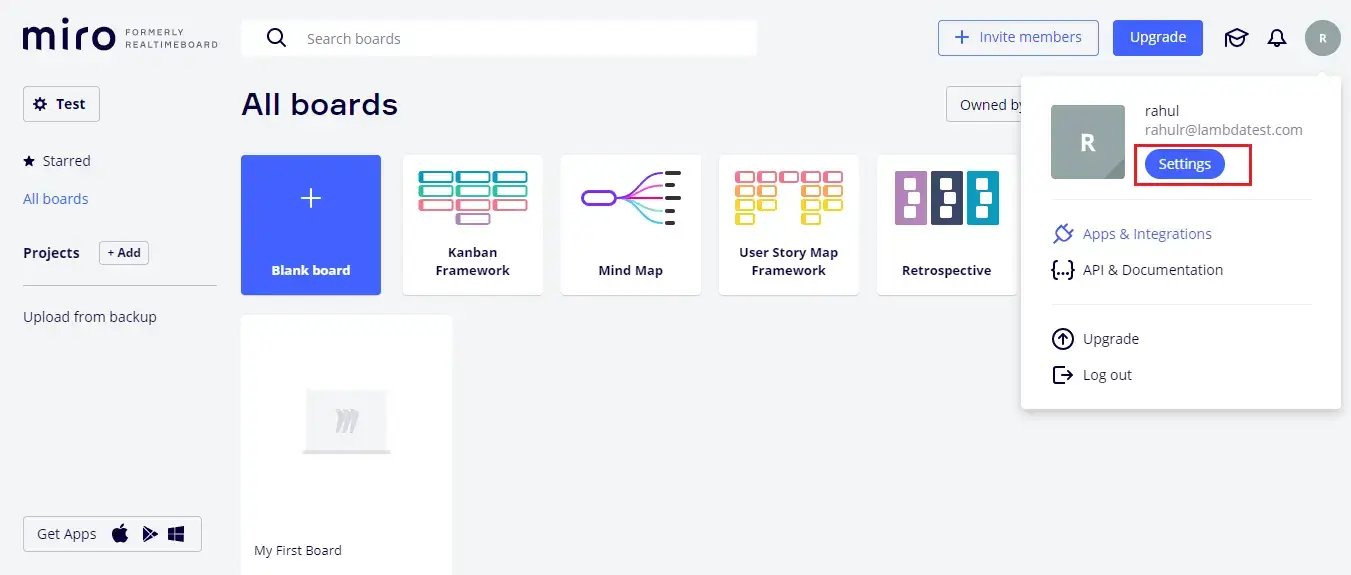 miro FORMERLY
REALTIMEBOARD
Search boards
+ Invite members
Upgrade
R
Test
Starred
All boards
Projects
+ Add
Upload from backup
Get Apps
All boards
Owned by
Blank board
Kanban
Framework
Mind Map
User Story Map
Framework
Retrospective
My First Board
R
rahul
rahulr@lambdatest.com
Settings
Apps & Integrations
API & Documentation
Upgrade
Log out